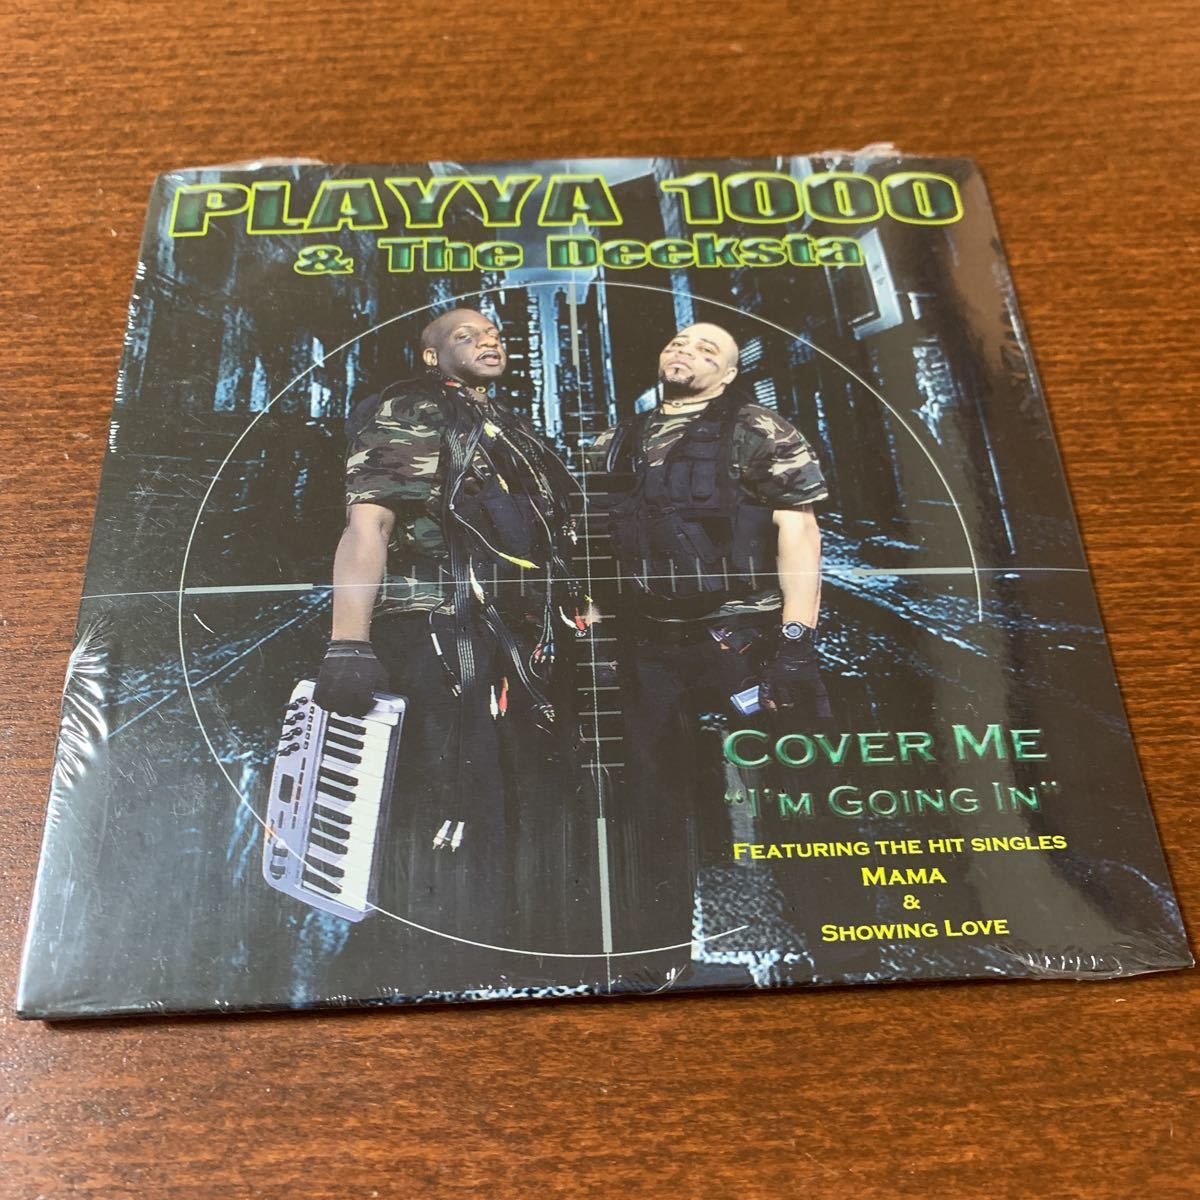 PLAYYA 1000
& The Deeksta
COVER ME
"I'M GOING IN"
FEATURING THE HIT SINGLES
MAMA
&
SHOWING LOVE